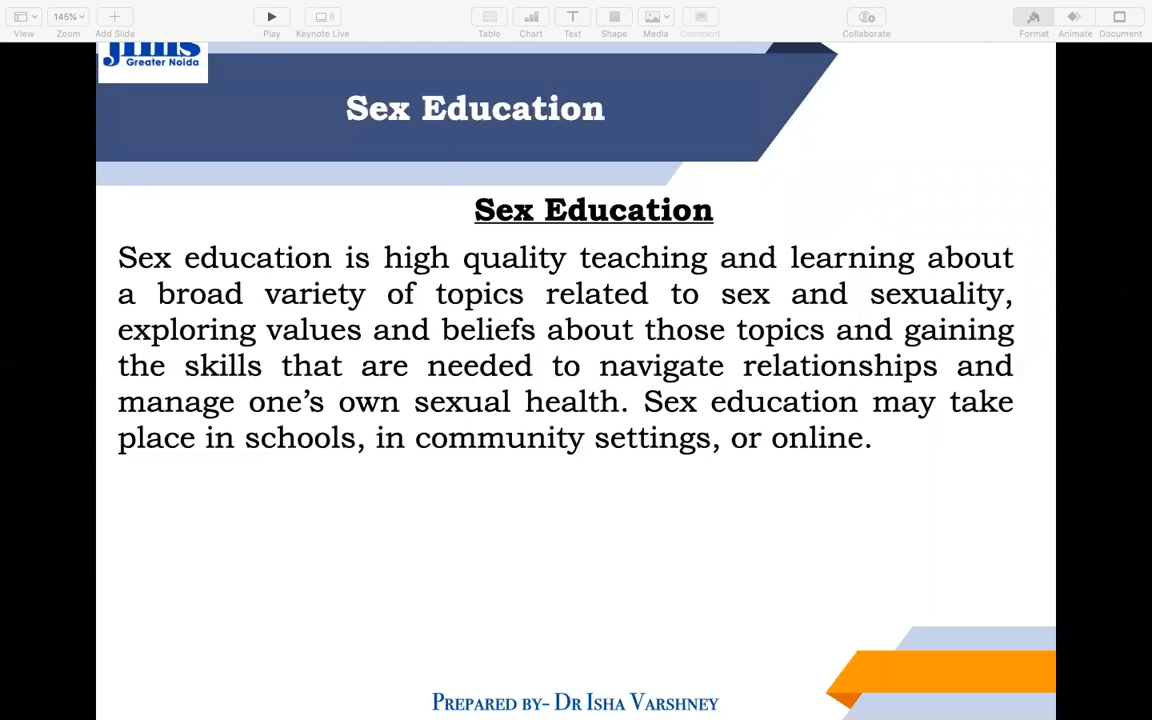 145%
View
Zoom
Add Slide
Play
Keynote Live
Table
Chart
Text
Shape
Media
Comment
Collaborate
Format
Animate
Document
jims
Greater Noida
Sex Education
Sex Education
Sex education is high quality teaching and learning about
a broad variety of topics related to sex and sexuality,
exploring values and beliefs about those topics and gaining
the skills that are needed to navigate relationships and
manage one's own sexual health. Sex education may take
place in schools, in community settings, or online.
Prepared by- Dr Isha Varshney